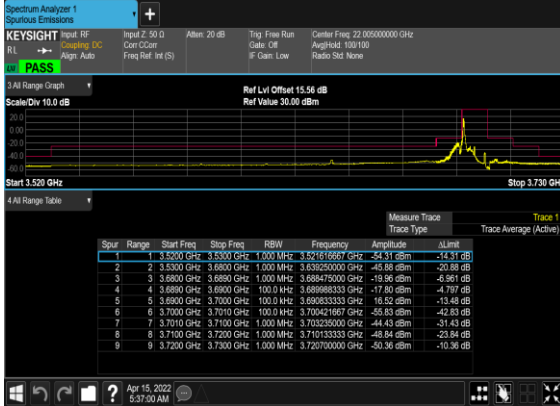 Spectrum Analyzer 1
Spurious Emissions
KEYSIGHT Input: RF Input Z: 50 Ω Atten: 20 dB Trig: Free Run Center Freq: 22.005000000 GHz
RL Coupling: DC Corr CCorr Gate: Off Avg|Hold: 100/100
Align: Auto Freq Ref: Int (S) IF Gain: Low Radio Std: None
PASS
3 All Range Graph
Ref Lvl Offset 15.56 dB
Scale/Div 10.0 dB Ref Value 30.00 dBm
20.0
0.00
-20.0
-40.0
-60.0
Start 3.520 GHz Stop 3.730 GH
4 All Range Table
Measure Trace Trace 1
Trace Type Trace Average (Active)
Spur Range Start Freq Stop Freq RBW Frequency Amplitude ΔLimit
1 1 3.5200 GHz 3.5300 GHz 1.000 MHz 3.521616667 GHz -54.31 dBm -14.31 dB
2 2 3.5300 GHz 3.6800 GHz 1.000 MHz 3.639250000 GHz -45.88 dBm -20.88 dB
3 3 3.6800 GHz 3.6890 GHz 1.000 MHz 3.688475000 GHz -19.96 dBm -6.961 dB
4 4 3.6890 GHz 3.6900 GHz 100.0 kHz 3.689988333 GHz -17.80 dBm -4.797 dB
5 5 3.6900 GHz 3.7000 GHz 100.0 kHz 3.690833333 GHz 16.52 dBm -13.48 dB
6 6 3.7000 GHz 3.7010 GHz 100.0 kHz 3.700421667 GHz -55.83 dBm -42.83 dB
7 7 3.7010 GHz 3.7100 GHz 1.000 MHz 3.703235000 GHz -44.43 dBm -31.43 dB
8 8 3.7100 GHz 3.7200 GHz 1.000 MHz 3.710133333 GHz -48.84 dBm -23.84 dB
9 9 3.7200 GHz 3.7300 GHz 1.000 MHz 3.720700000 GHz -50.36 dBm -10.36 dB
Apr 15, 2022
5:37:00 AM